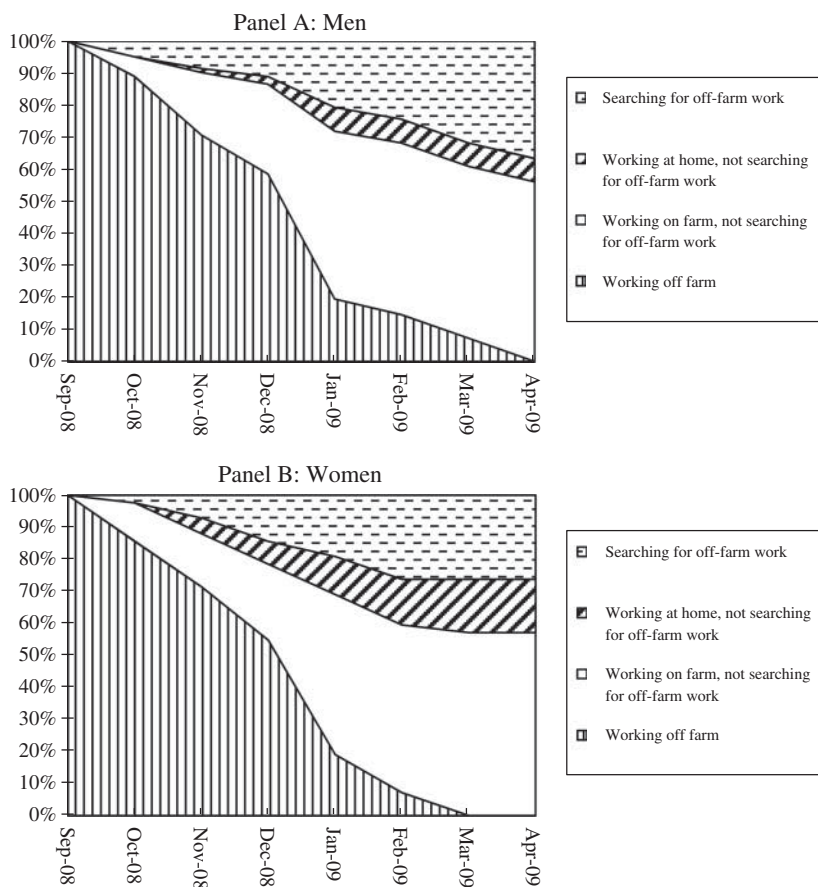 Panel A: Men
100%
90%
80%
70%
60%
50%
40%
30%
20%
10%
0%
Sep-08
Oct-08
Nov-08
Dec-08
Jan-09
Feb-09
Mar-09
Apr-09
Searching for off-farm work
Working at home, not searching
for off-farm work
Working on farm, not searching
for off-farm work
Working off farm
Panel B: Women
100%
90%
80%
70%
60%
50%
40%
30%
20%
10%
0%
Sep-08
Oct-08
Nov-08
Dec-08
Jan-09
Feb-09
Mar-09
Apr-09
Searching for off-farm work
Working at home, not searching
for off-farm work
Working on farm, not searching
for off-farm work
Working off farm